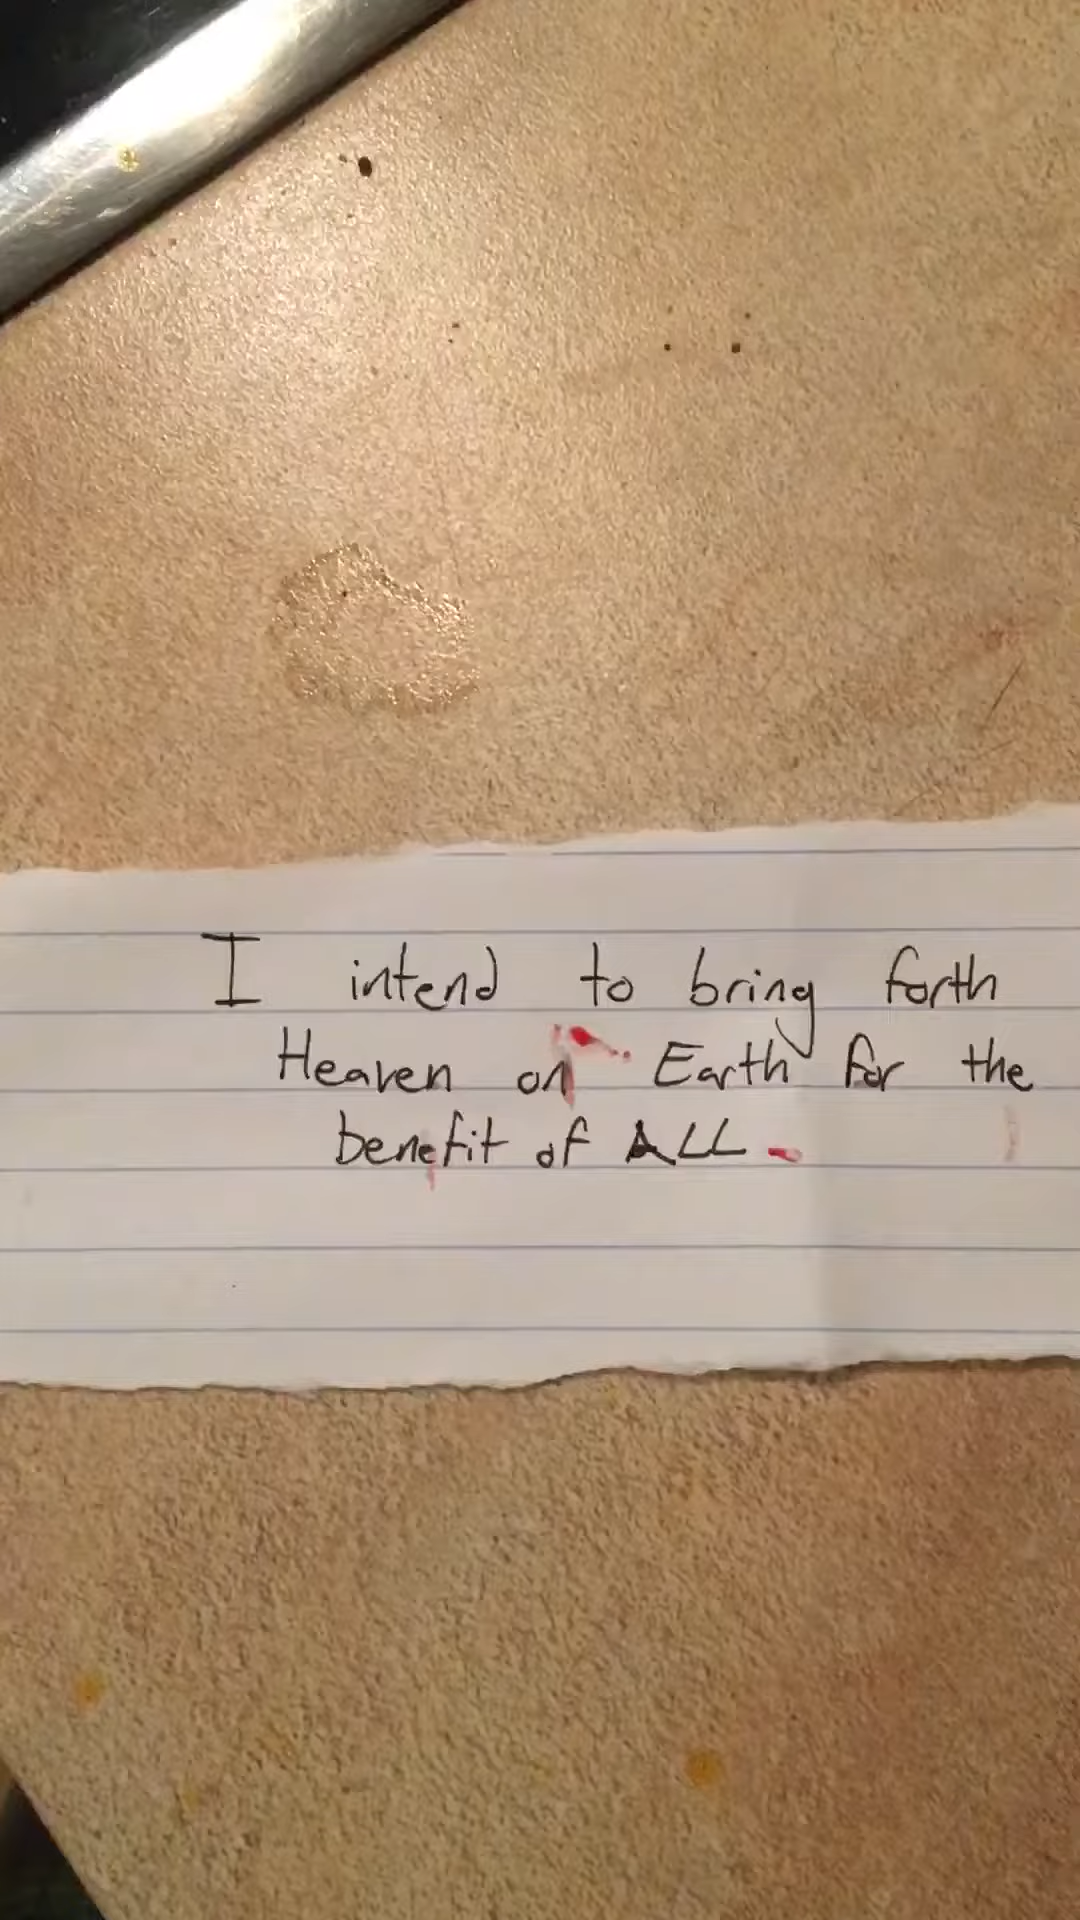 I intend to bring forth
Heaven on Earth for the
benefit of ALL.